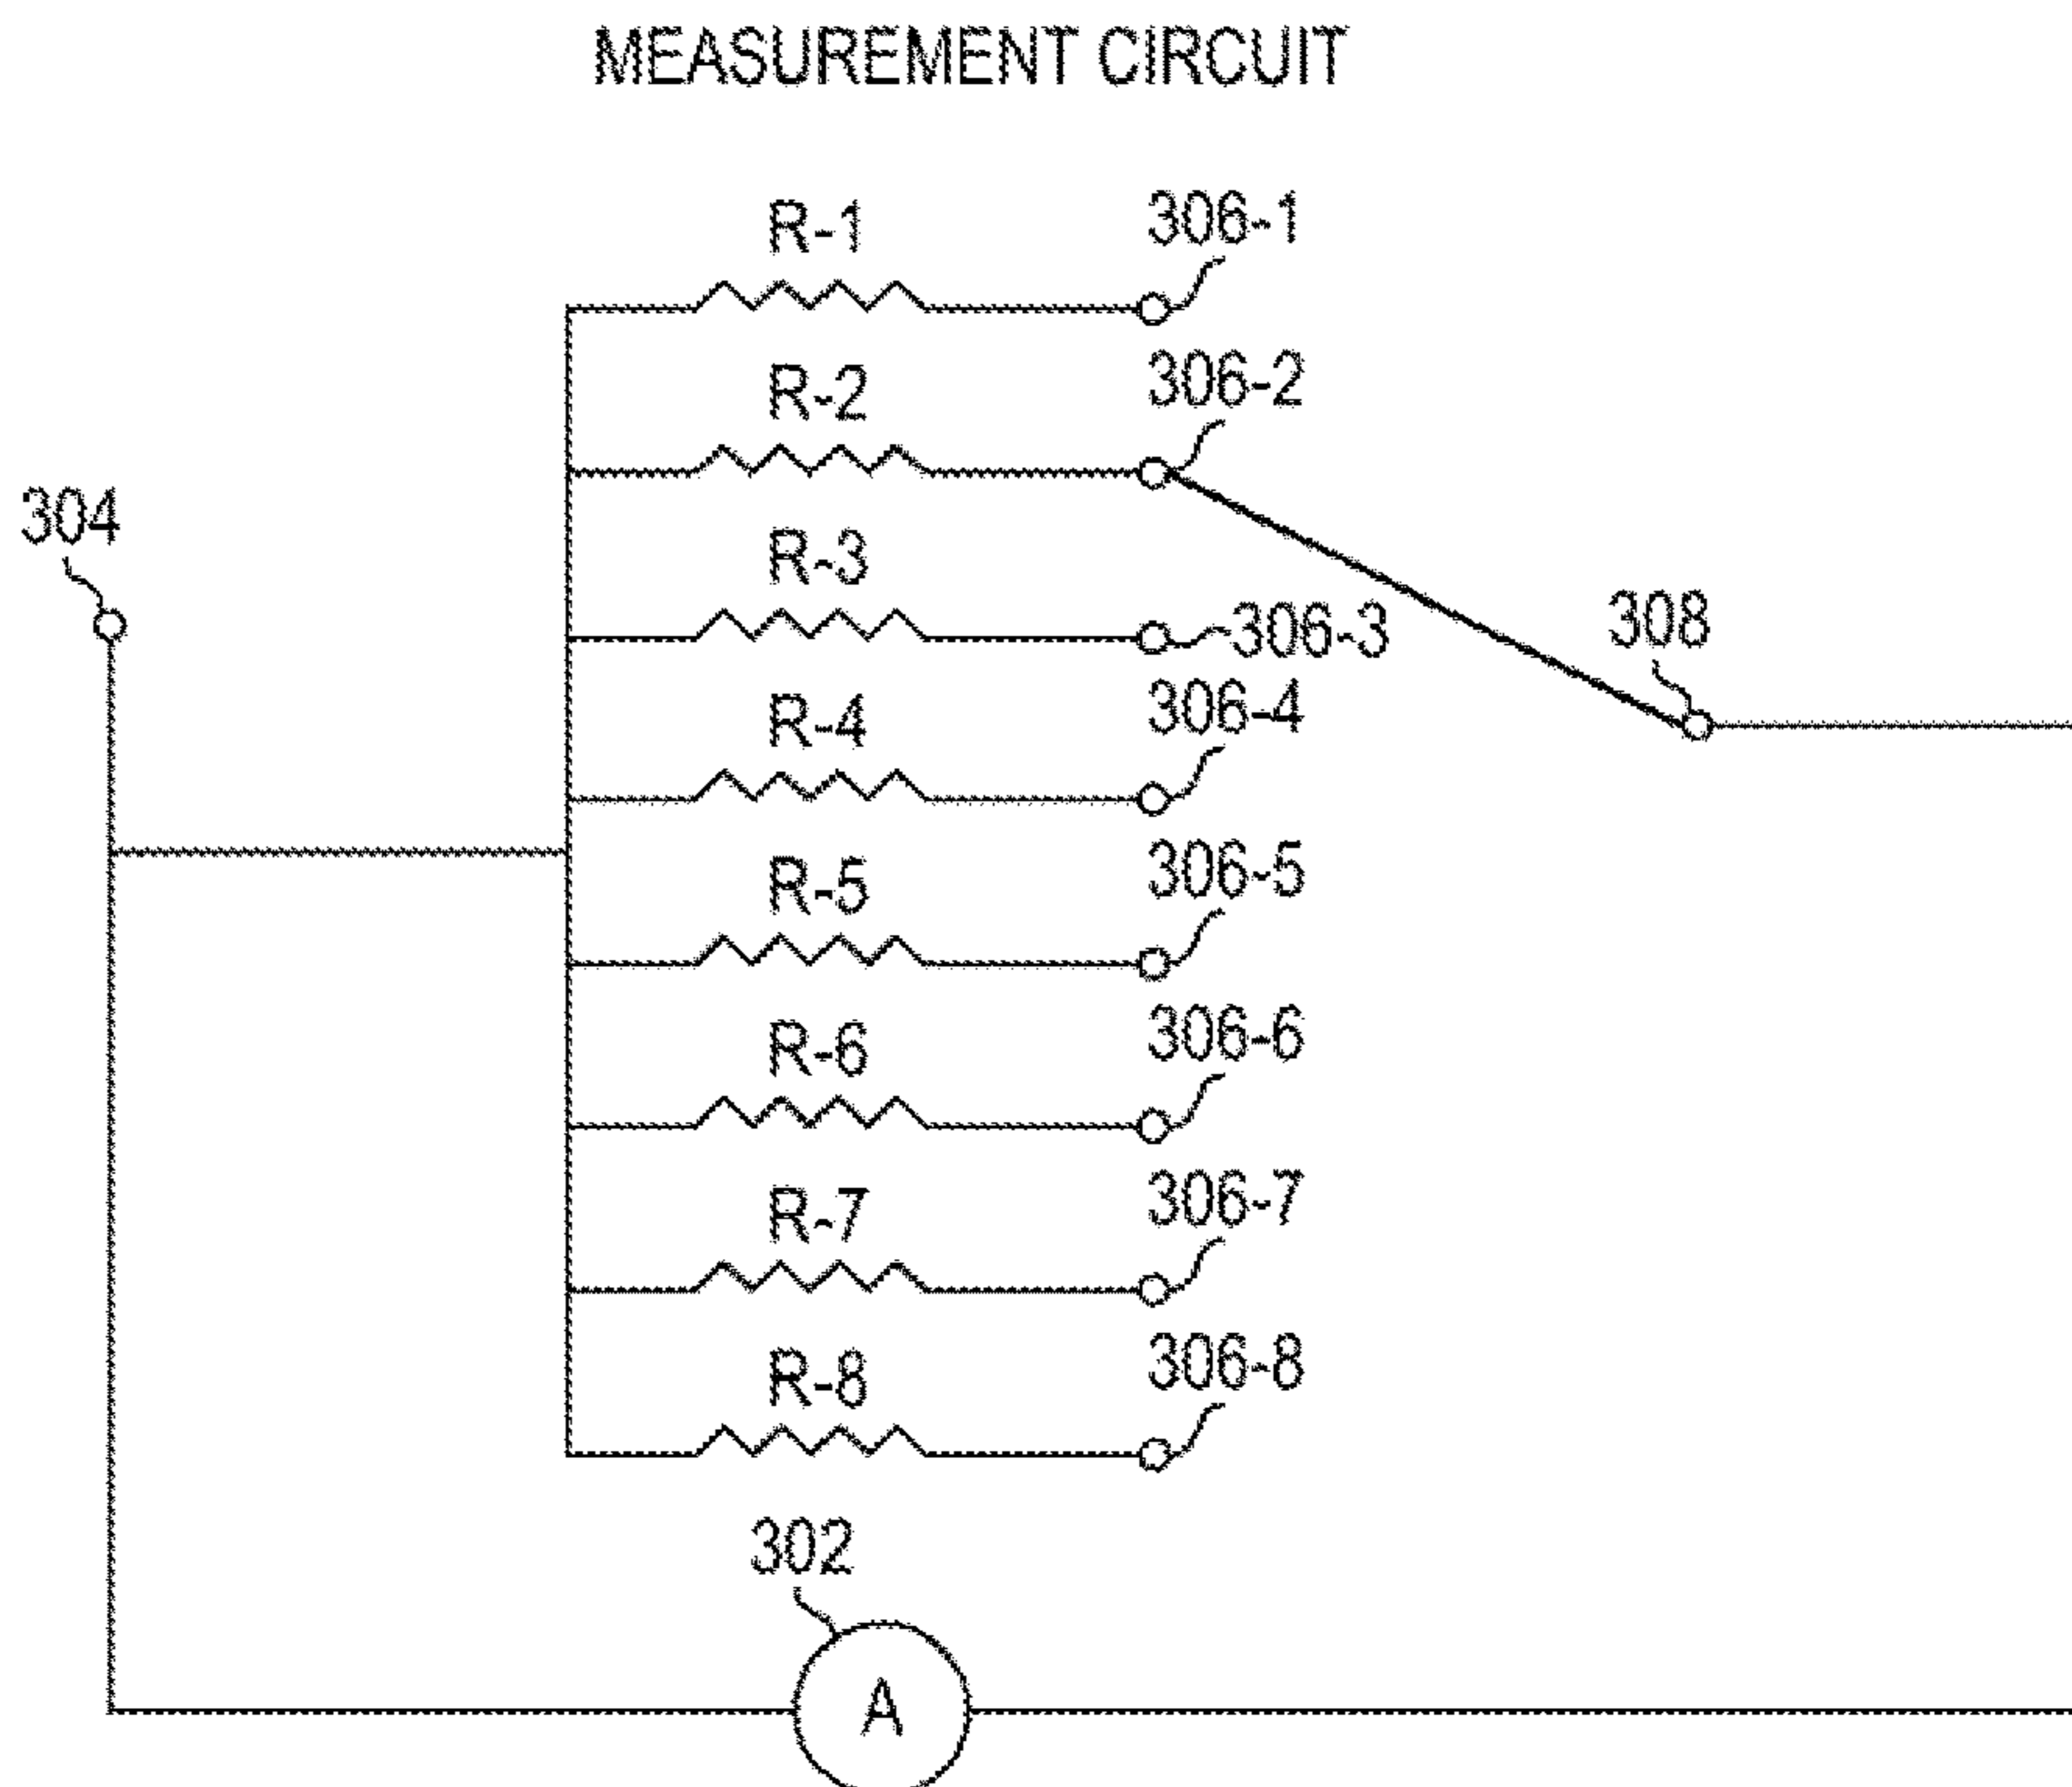 MEASUREMENT CIRCUIT
R-1
306-1
R-2
306-2
304
R-3
306-3
308
R-4
306-4
R-5
306-5
R-6
306-6
R-7
306-7
R-8
306-8
302
A